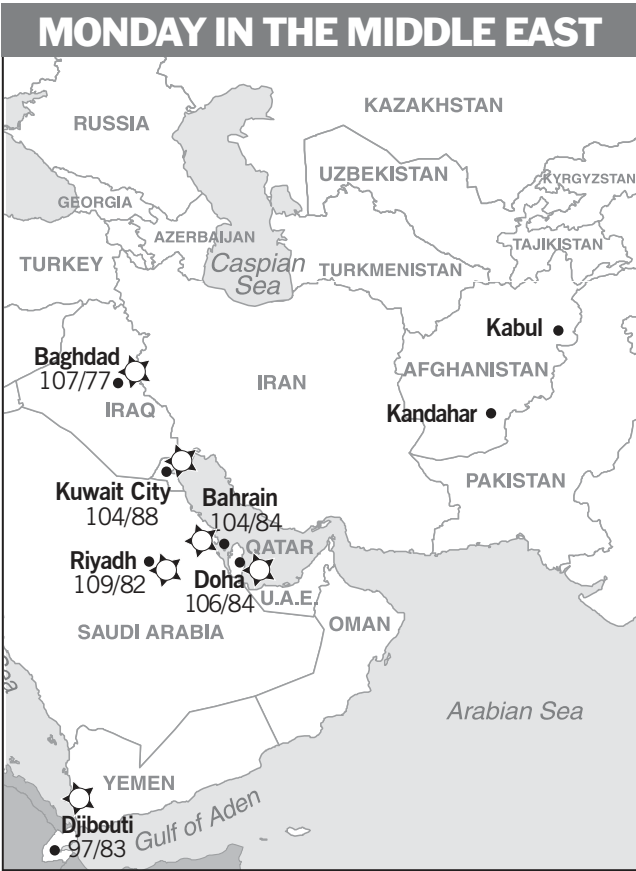 MONDAY IN THE MIDDLE EAST
KAZAKHSTAN
RUSSIA
UZBEKISTAN
KYRGYZSTAN
GEORGIA
AZERBAIJAN
TAJIKISTAN
TURKEY
Caspian
Sea
TURKMENISTAN
Kabul
Baghdad
107/77
AFGHANISTAN
IRAN
IRAQ
Kandahar
PAKISTAN
Kuwait City
104/88
Bahrain
104/84
QATAR
Riyadh
109/82
Doha
106/84
U.A.E.
OMAN
SAUDI ARABIA
Arabian Sea
YEMEN
Gulf of Aden
Djibouti
97/83